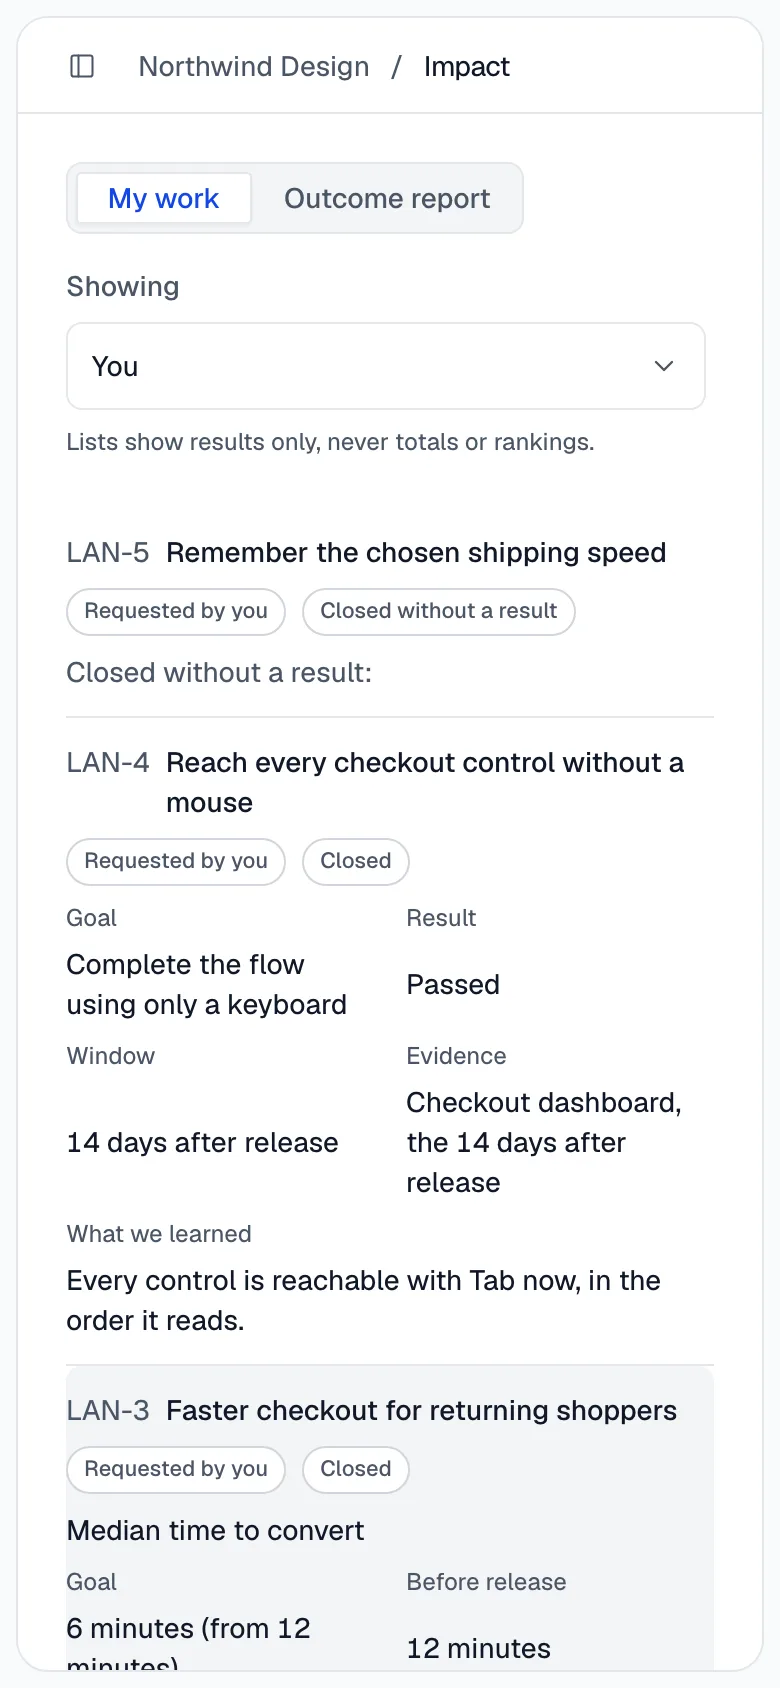 Northwind Design / Impact
My work Outcome report
Showing
You
Lists show results only, never totals or rankings.
LAN-5 Remember the chosen shipping speed
Requested by you Closed without a result
Closed without a result:
LAN-4 Reach every checkout control without a
mouse
Requested by you Closed
Goal Result
Complete the flow
using only a keyboard
Passed
Window Evidence
14 days after release
Checkout dashboard,
the 14 days after
release
What we learned
Every control is reachable with Tab now, in the
order it reads.
LAN-3 Faster checkout for returning shoppers
Requested by you Closed
Median time to convert
Goal Before release
6 minutes (from 12
minutes)
12 minutes